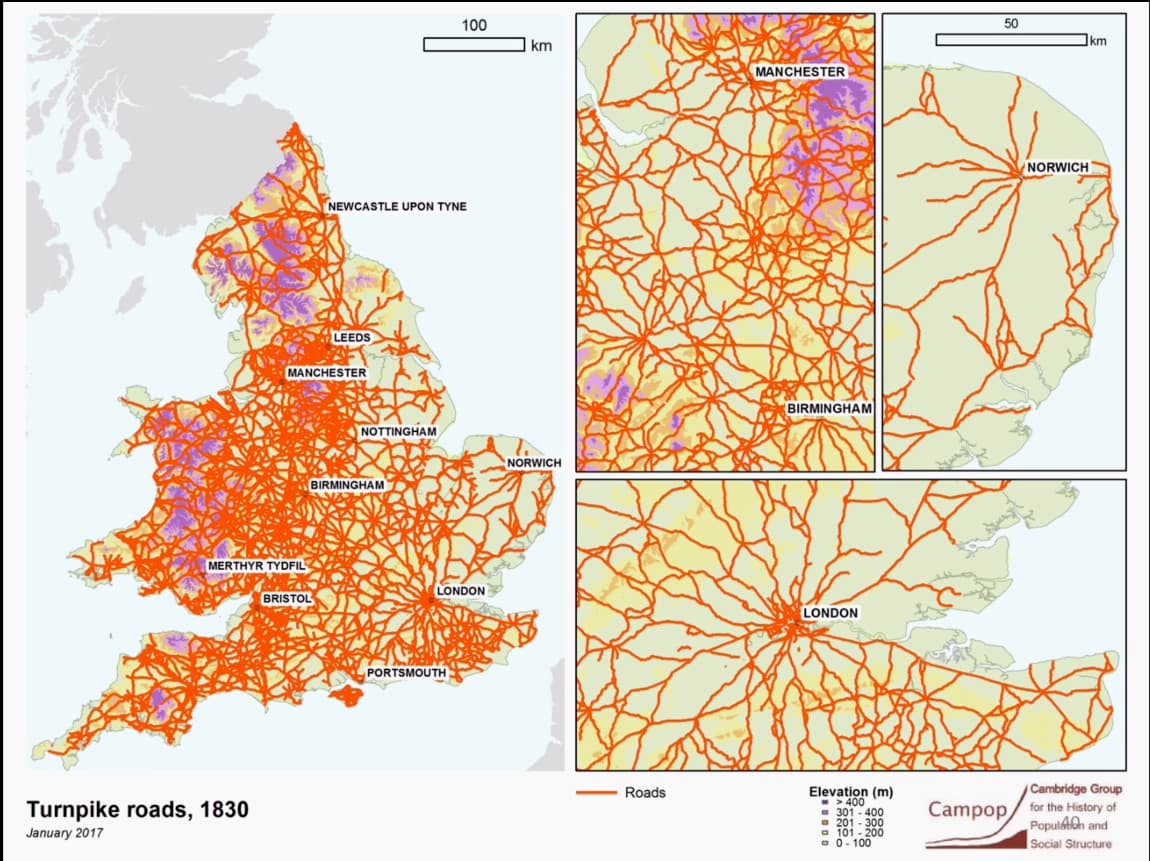 100
km
NEWCASTLE UPON TYNE
LEEDS
MANCHESTER
NOTTINGHAM
NORWICH
BIRMINGHAM
MERTHYR TYDFIL
BRISTOL
LONDON
PORTSMOUTH
MANCHESTER
BIRMINGHAM
50
km
NORWICH
LONDON
Turnpike roads, 1830
January 2017
Roads
Elevation (m)
> 400
301 - 400
201 - 300
101 - 200
0 - 100
Campop
Cambridge Group
for the History of
Population and
Social Structure
40